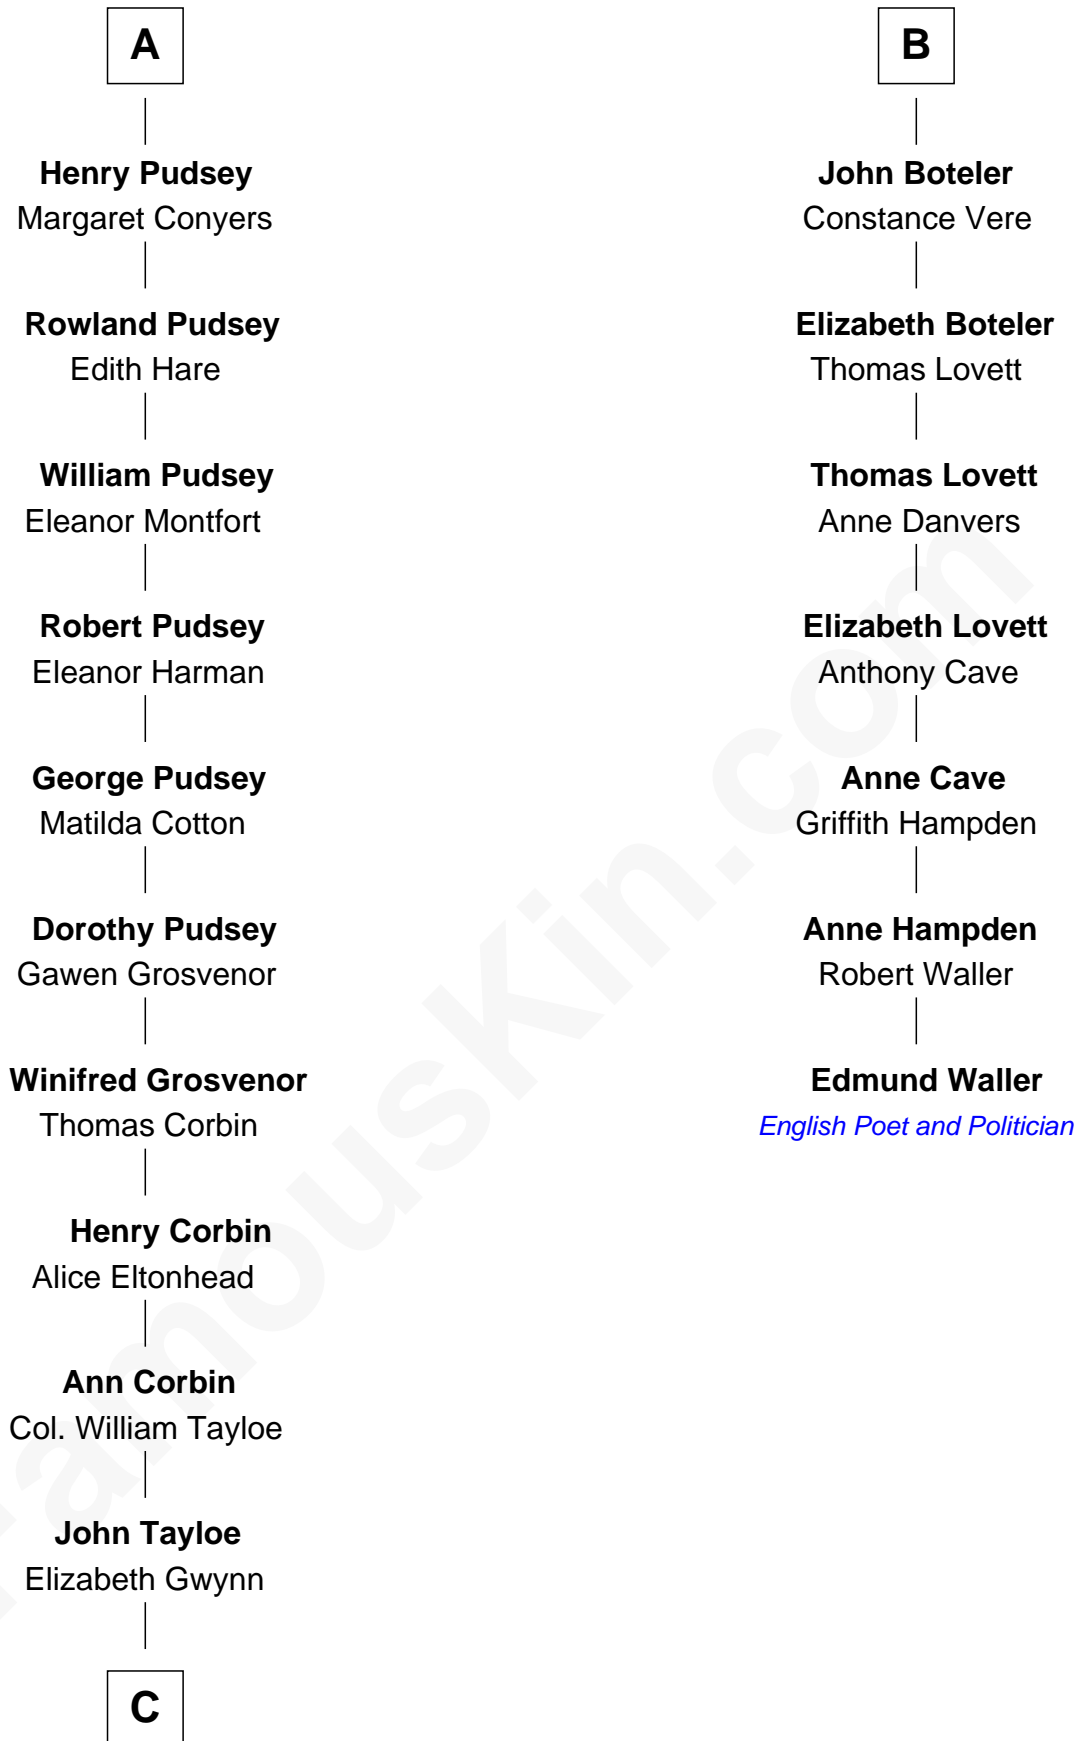 A
Henry Pudsey
Margaret Conyers
Rowland Pudsey
Edith Hare
William Pudsey
Eleanor Montfort
Robert Pudsey
Eleanor Harman
George Pudsey
Matilda Cotton
Dorothy Pudsey
Gawen Grosvenor
Winifred Grosvenor
Thomas Corbin
Henry Corbin
Alice Eltonhead
Ann Corbin
Col. William Tayloe
John Tayloe
Elizabeth Gwynn
C
B
John Boteler
Constance Vere
Elizabeth Boteler
Thomas Lovett
Thomas Lovett
Anne Danvers
Elizabeth Lovett
Anthony Cave
Anne Cave
Griffith Hampden
Anne Hampden
Robert Waller
Edmund Waller
English Poet and Politician
FamousKin.com